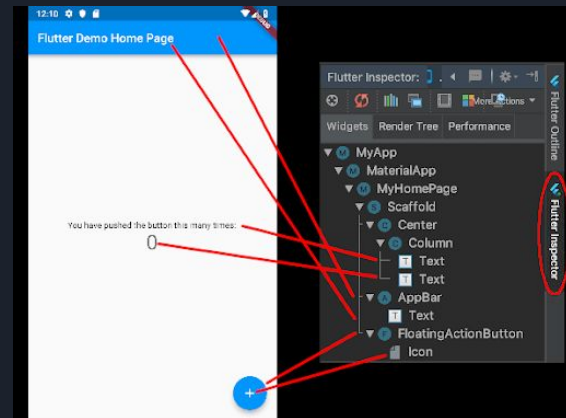 12:10
Flutter Demo Home Page
You have pushed the button this many times:
0
+
Flutter Inspector:
More Actions
Widgets Render Tree Performance
M MyApp
M MaterialApp
M MyHomePage
S Scaffold
C Center
C Column
T Text
T Text
A AppBar
T Text
F FloatingActionButton
Icon
Flutter Outline
Flutter Inspector